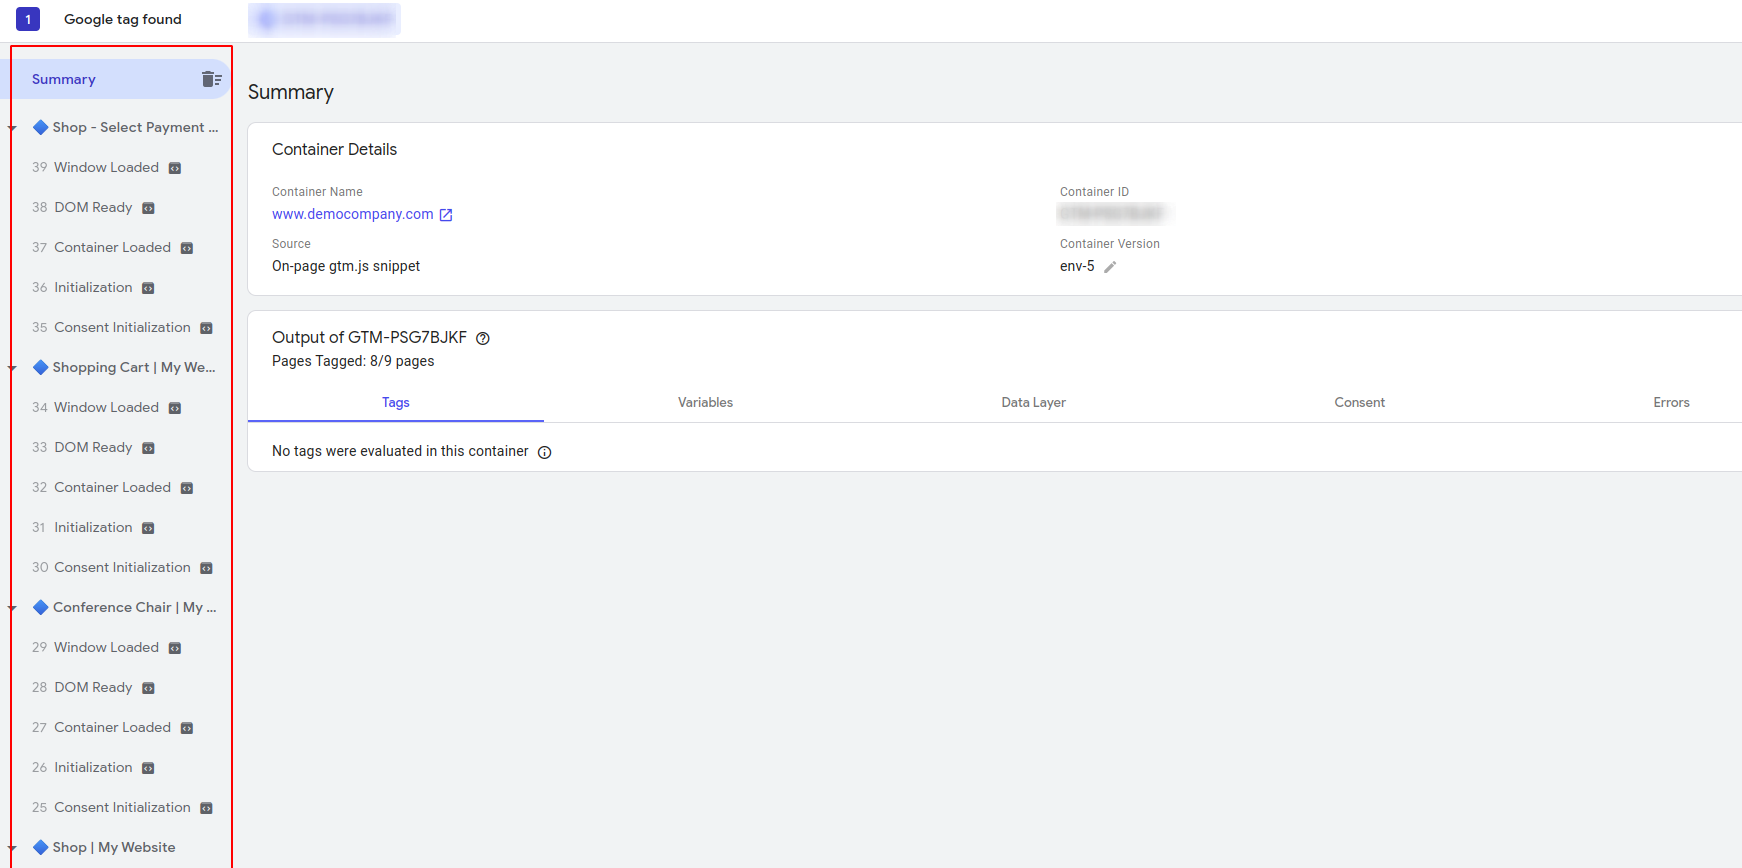 1 Google tag found
Summary
Shop - Select Payment ...
39 Window Loaded
38 DOM Ready
37 Container Loaded
36 Initialization
35 Consent Initialization
Shopping Cart | My We...
34 Window Loaded
33 DOM Ready
32 Container Loaded
31 Initialization
30 Consent Initialization
Conference Chair | My ...
29 Window Loaded
28 DOM Ready
27 Container Loaded
26 Initialization
25 Consent Initialization
Shop | My Website
Summary
Container Details
Container Name
www.democompany.com
Container ID
Source
On-page gtm.js snippet
Container Version
env-5
Output of GTM-PSG7BJKF
Pages Tagged: 8/9 pages
Tags Variables Data Layer Consent Errors
No tags were evaluated in this container